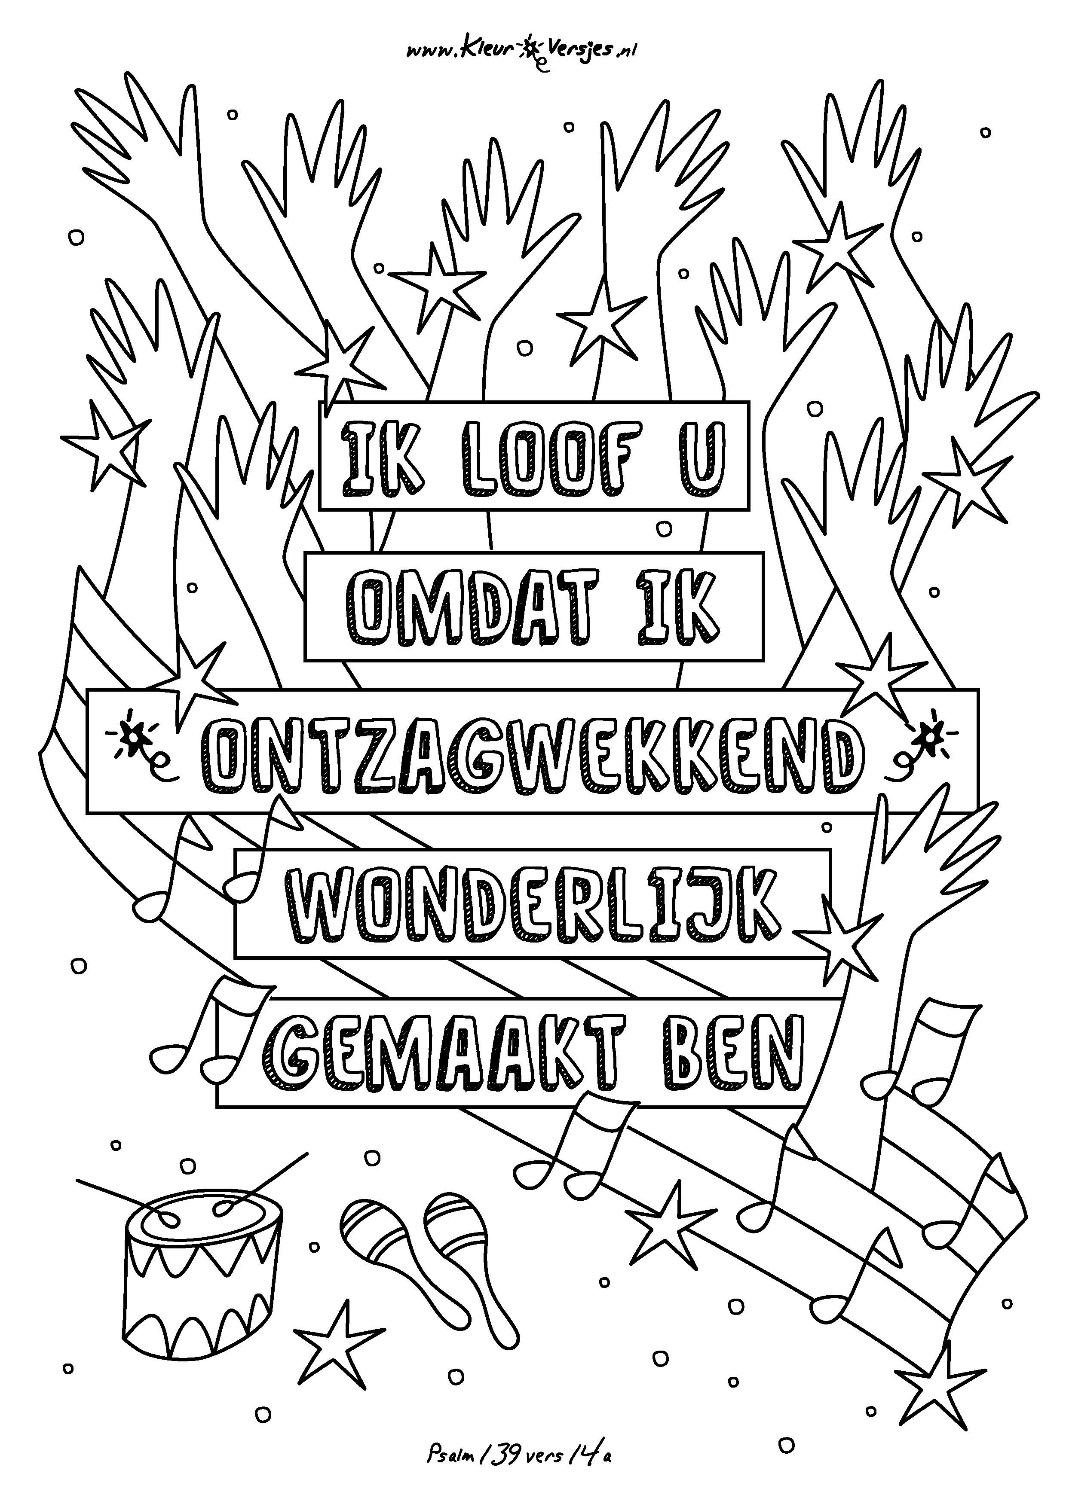 www.KleurVersjes.nl
IK LOOF U
OMDAT IK
ONTZAGWEKKEND
WONDERLIJK
GEMAAKT BEN
Psalm 139 vers 14a